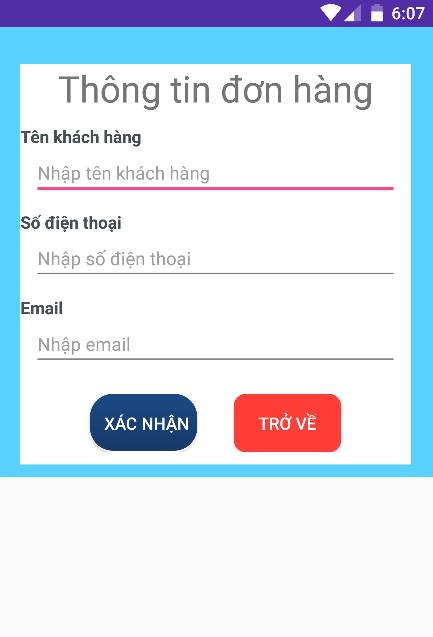 6:07
Thông tin đơn hàng
Tên khách hàng
Nhập tên khách hàng
Số điện thoại
Nhập số điện thoại
Email
Nhập email
XÁC NHẬN TRỞ VỀ